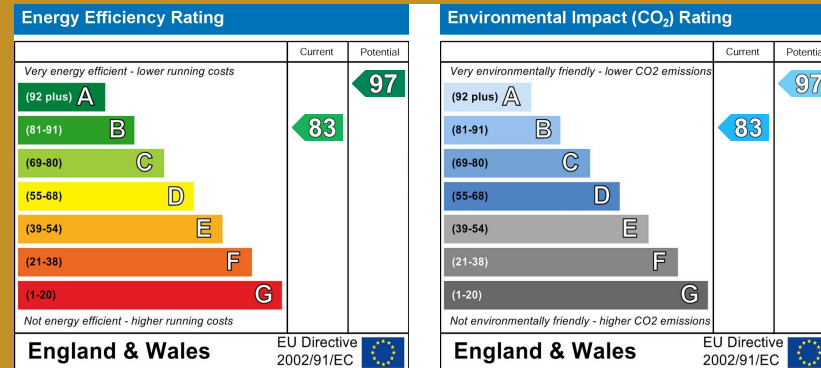 Energy Efficiency Rating
Current Potential
Very energy efficient - lower running costs
97
(92 plus) A
(81-91) B
83
(69-80) C
(55-68) D
(39-54) E
(21-38) F
(1-20) G
Not energy efficient - higher running costs
England & Wales
EU Directive
2002/91/EC
Environmental Impact (CO₂) Rating
Current Potentia
Very environmentally friendly - lower CO2 emissions
97
(92 plus) A
(81-91) B
83
(69-80) C
(55-68) D
(39-54) E
(21-38) F
(1-20) G
Not environmentally friendly - higher CO2 emissions
England & Wales
EU Directive
2002/91/EC